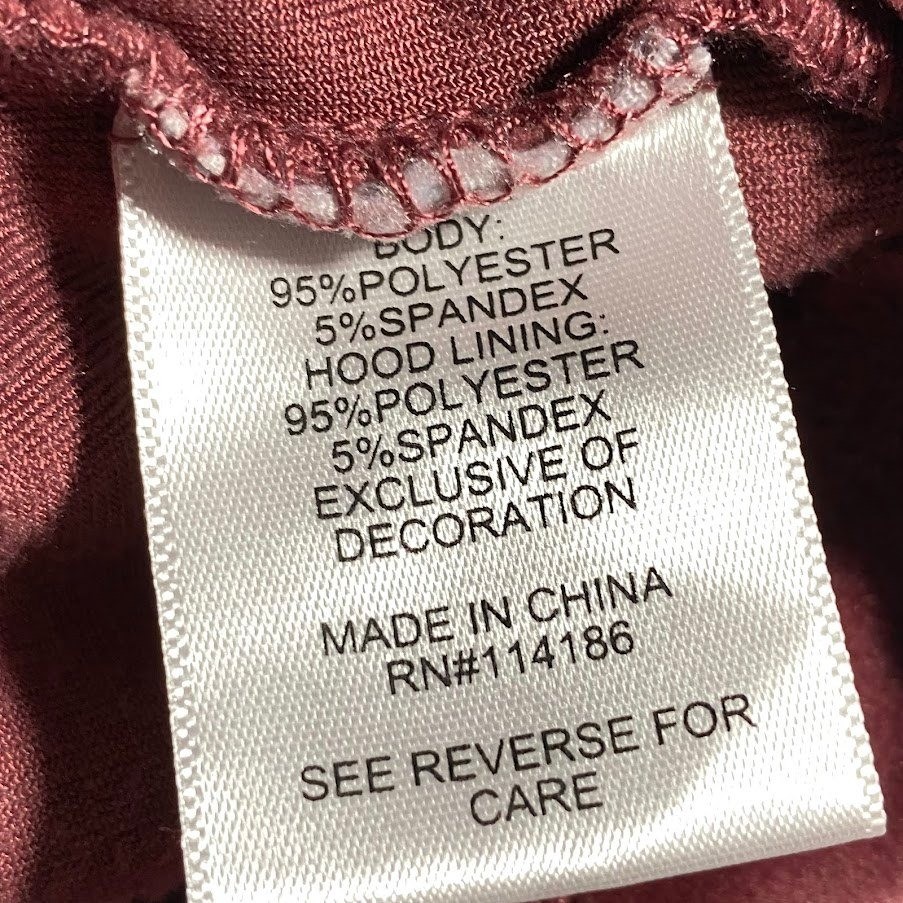 BODY:
95%POLYESTER
5%SPANDEX
HOOD LINING:
95%POLYESTER
5%SPANDEX
EXCLUSIVE OF
DECORATION
MADE IN CHINA
RN#114186
SEE REVERSE FOR
CARE